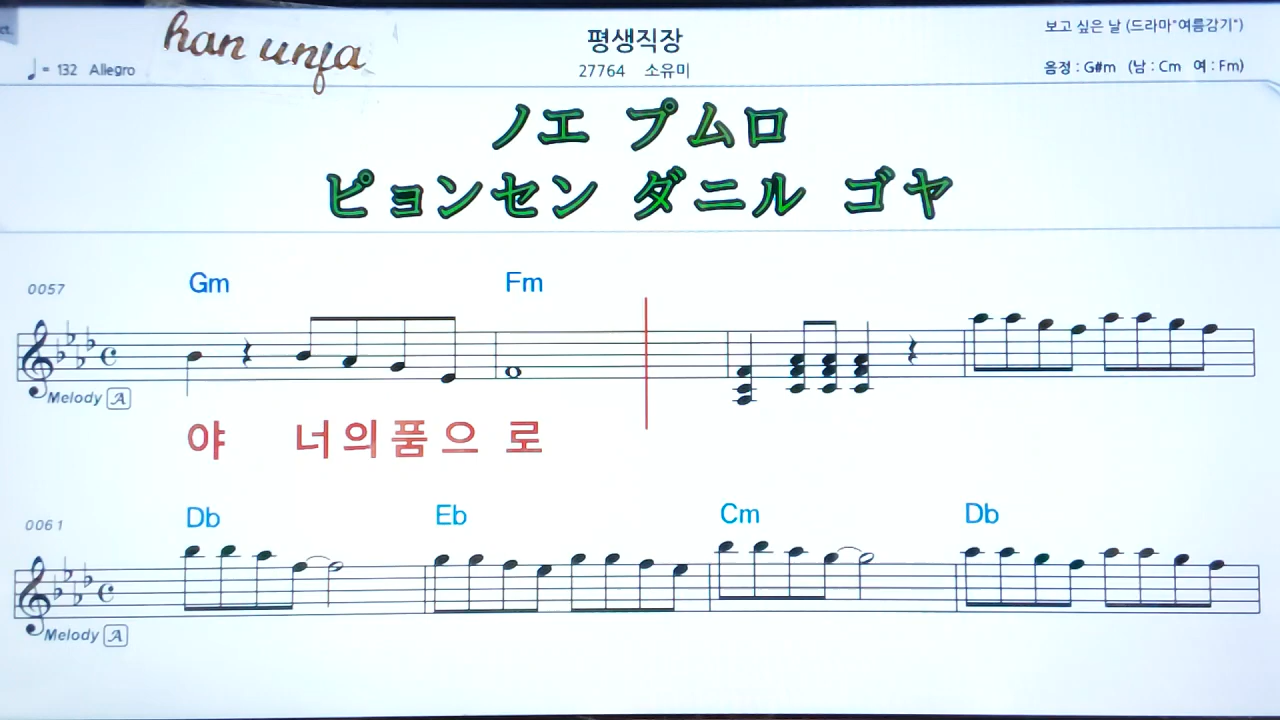 ct.
han unfa
평생직장
보고 싶은 날 (드라마"여름감기")
♩= 132 Allegro
27764 소유미
음정 : G#m (남 : Cm 여 : Fm)
ノエ プムロ
ピョンセン ダニル ゴヤ
0057
Gm Fm
Melody A
야 너의품으 로
0061
Db Eb Cm Db
Melody A